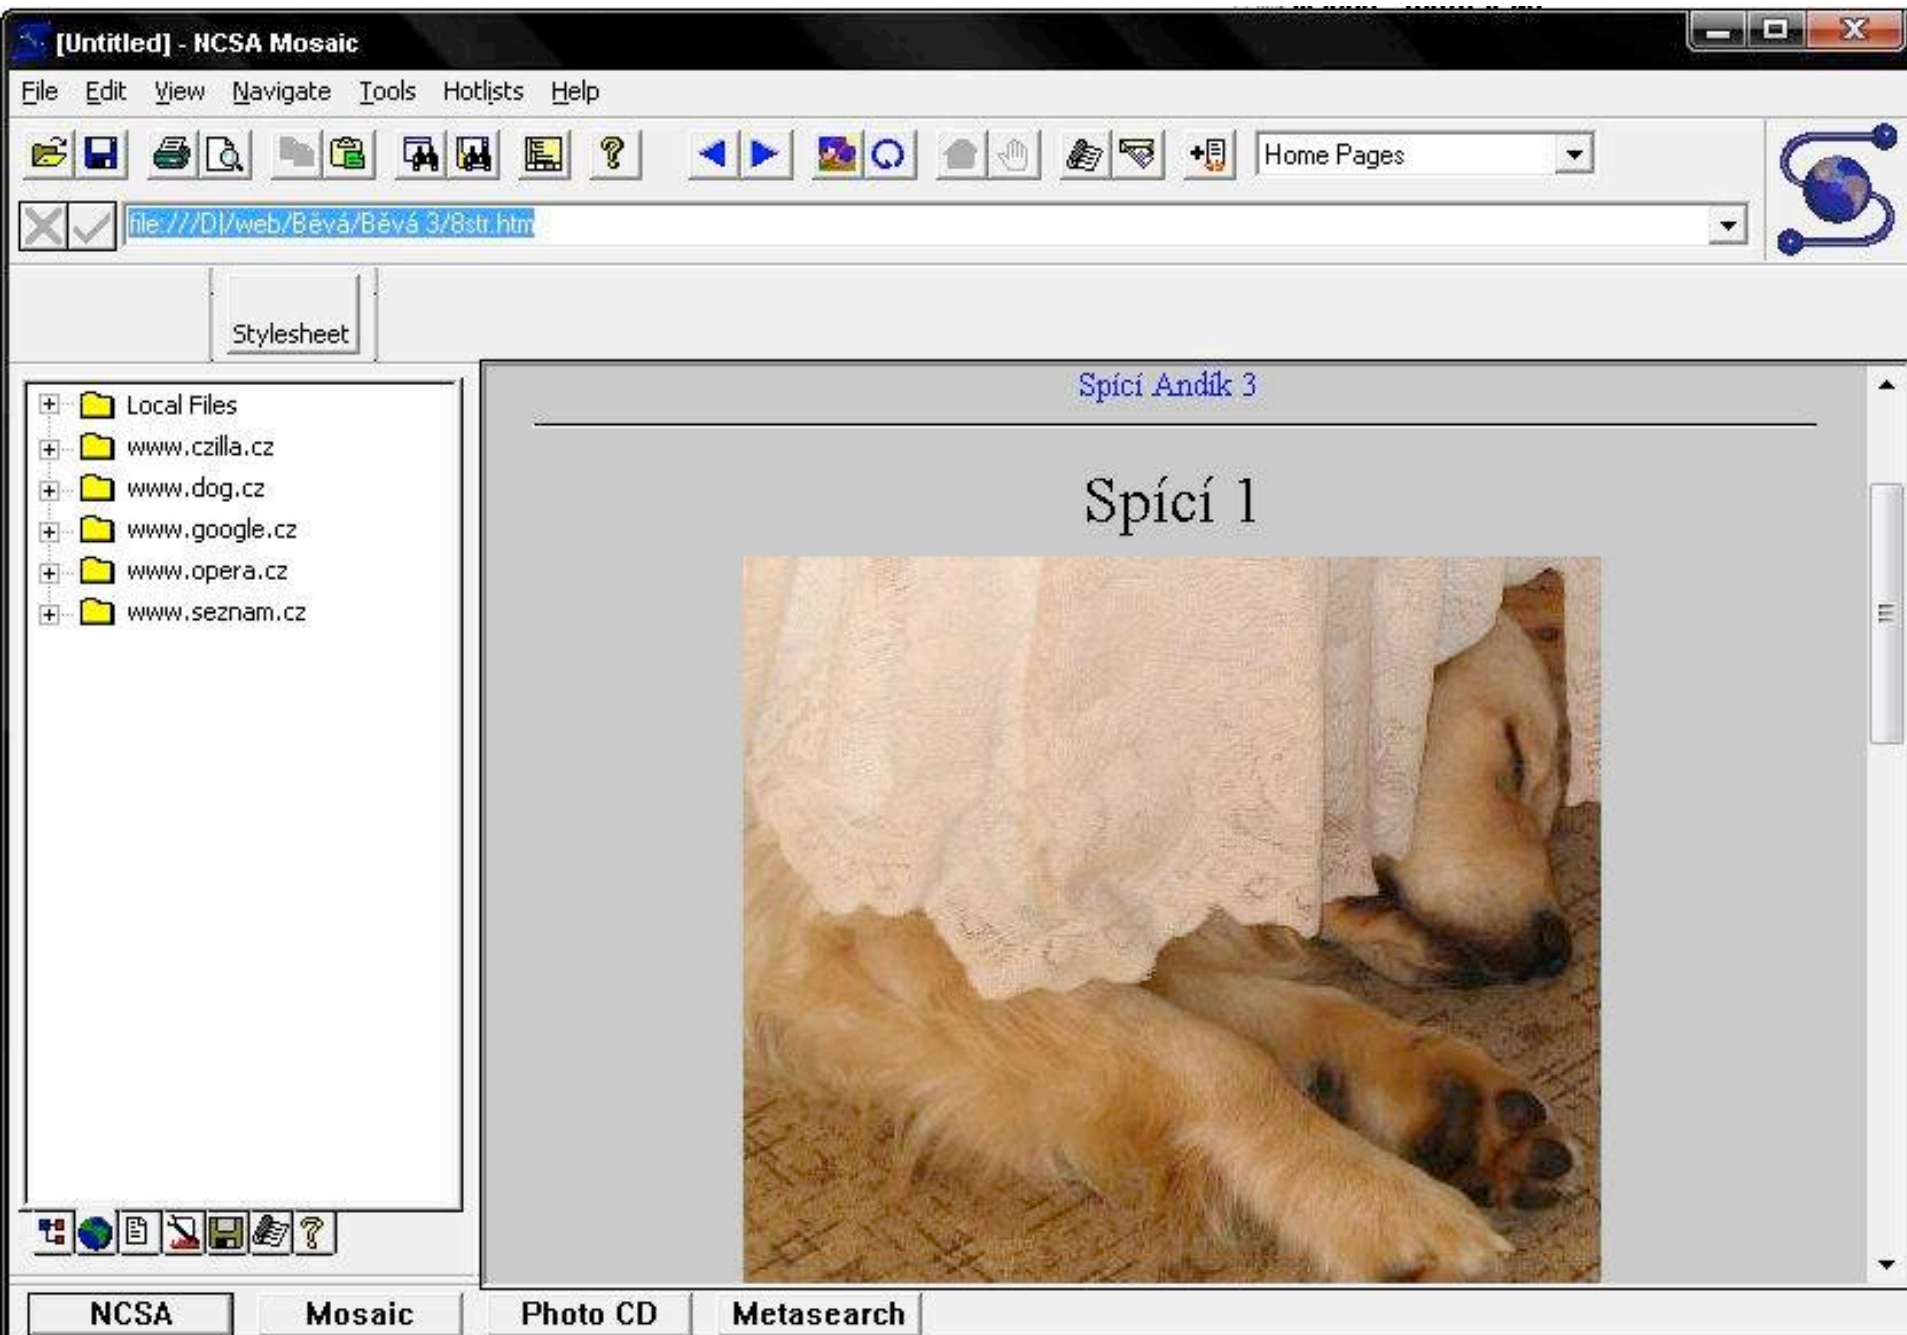 [Untitled] - NCSA Mosaic
File Edit View Navigate Tools Hotlists Help
Home Pages
file:///D|/web/Běvá/Běvá 3/8str.htm
Stylesheet
Local Files
www.czilla.cz
www.dog.cz
www.google.cz
www.opera.cz
www.seznam.cz
Spící Andík 3
Spící 1
NCSA Mosaic Photo CD Metasearch